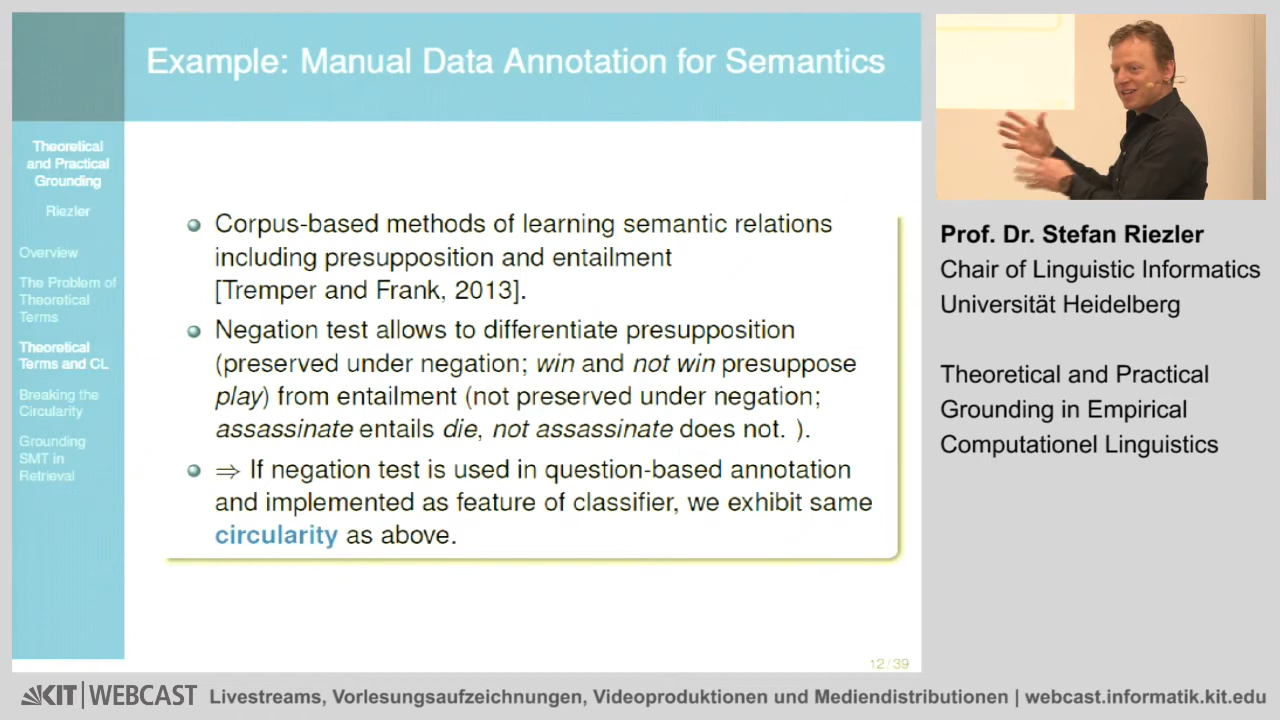 Example: Manual Data Annotation for Semantics
Theoretical
and Practical
Grounding
Riezler
Overview
The Problem of
Theoretical
Terms
Theoretical
Terms and CL
Breaking the
Circularity
Grounding
SMT in
Retrieval
Corpus-based methods of learning semantic relations
including presupposition and entailment
[Tremper and Frank, 2013].
Negation test allows to differentiate presupposition
(preserved under negation; win and not win presuppose
play) from entailment (not preserved under negation;
assassinate entails die, not assassinate does not. ).
⇒ If negation test is used in question-based annotation
and implemented as feature of classifier, we exhibit same
circularity as above.
12/39
Prof. Dr. Stefan Riezler
Chair of Linguistic Informatics
Universität Heidelberg
Theoretical and Practical
Grounding in Empirical
Computationel Linguistics
KIT WEBCAST Livestreams, Vorlesungsaufzeichnungen, Videoproduktionen und Mediendistributionen | webcast.informatik.kit.edu